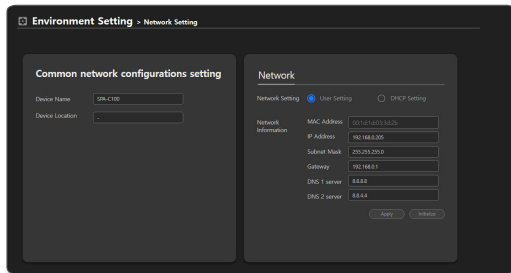 Environment Setting > Network Setting
Common network configurations setting
Device Name SPA-C100
Device Location -
Network
Network Setting User Setting DHCP Setting
Network Information
MAC Address
IP Address 192.168.0.205
Subnet Mask 255.255.255.0
Gateway 192.168.0.1
DNS 1 server 8.8.8.8
DNS 2 server 8.8.4.4
Apply Initialize